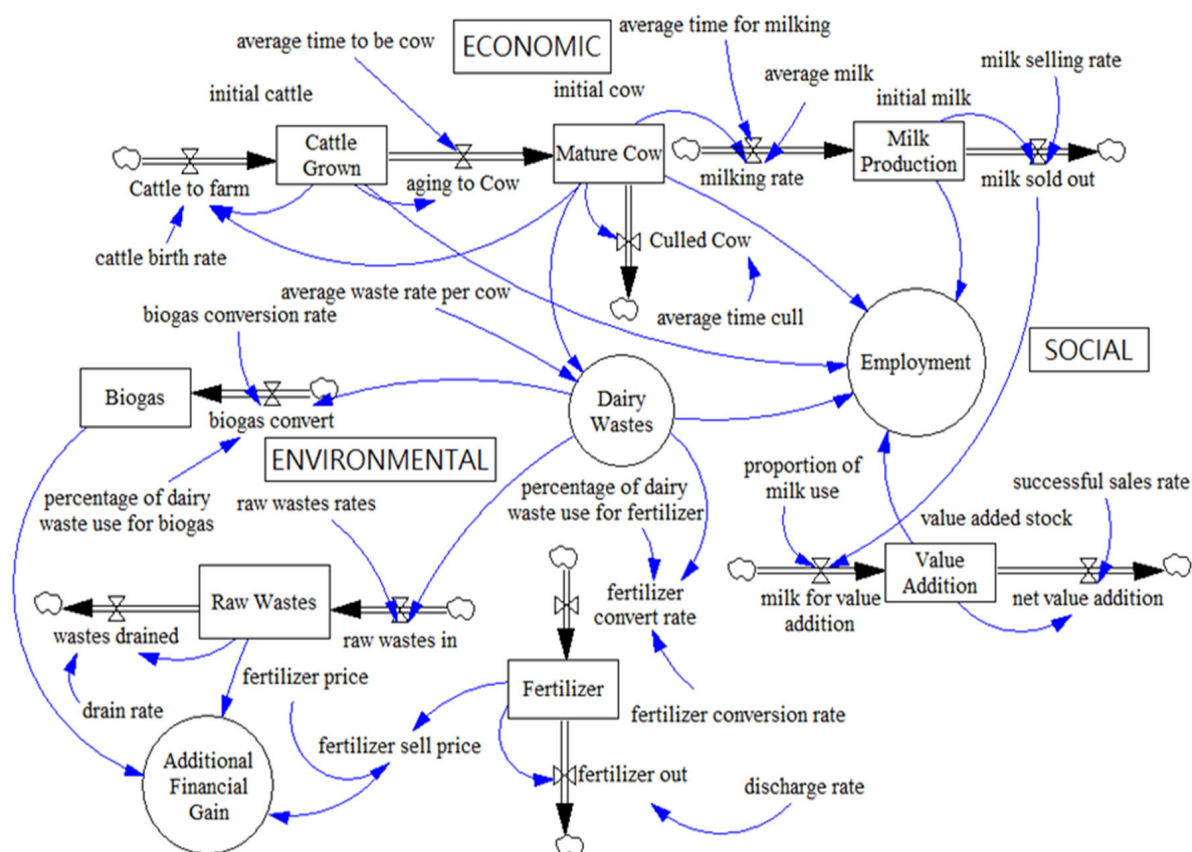 average time to be cow
ECONOMIC
average time for milking
average milk
milk selling rate
initial cattle
initial cow
initial milk
Cattle
Grown
Mature Cow
Milk
Production
Cattle to farm
aging to Cow
milking rate
milk sold out
cattle birth rate
Culled Cow
average waste rate per cow
biogas conversion rate
average time cull
Employment
SOCIAL
Biogas
Dairy
Wastes
biogas convert
ENVIRONMENTAL
percentage of dairy
waste use for biogas
raw wastes rates
percentage of dairy
waste use for fertilizer
proportion of
milk use
successful sales rate
value added stock
Raw Wastes
Value
Addition
wastes drained
raw wastes in
fertilizer
convert rate
milk for value
addition
net value addition
fertilizer price
Fertilizer
drain rate
fertilizer sell price
fertilizer conversion rate
Additional
Financial
Gain
fertilizer out
discharge rate